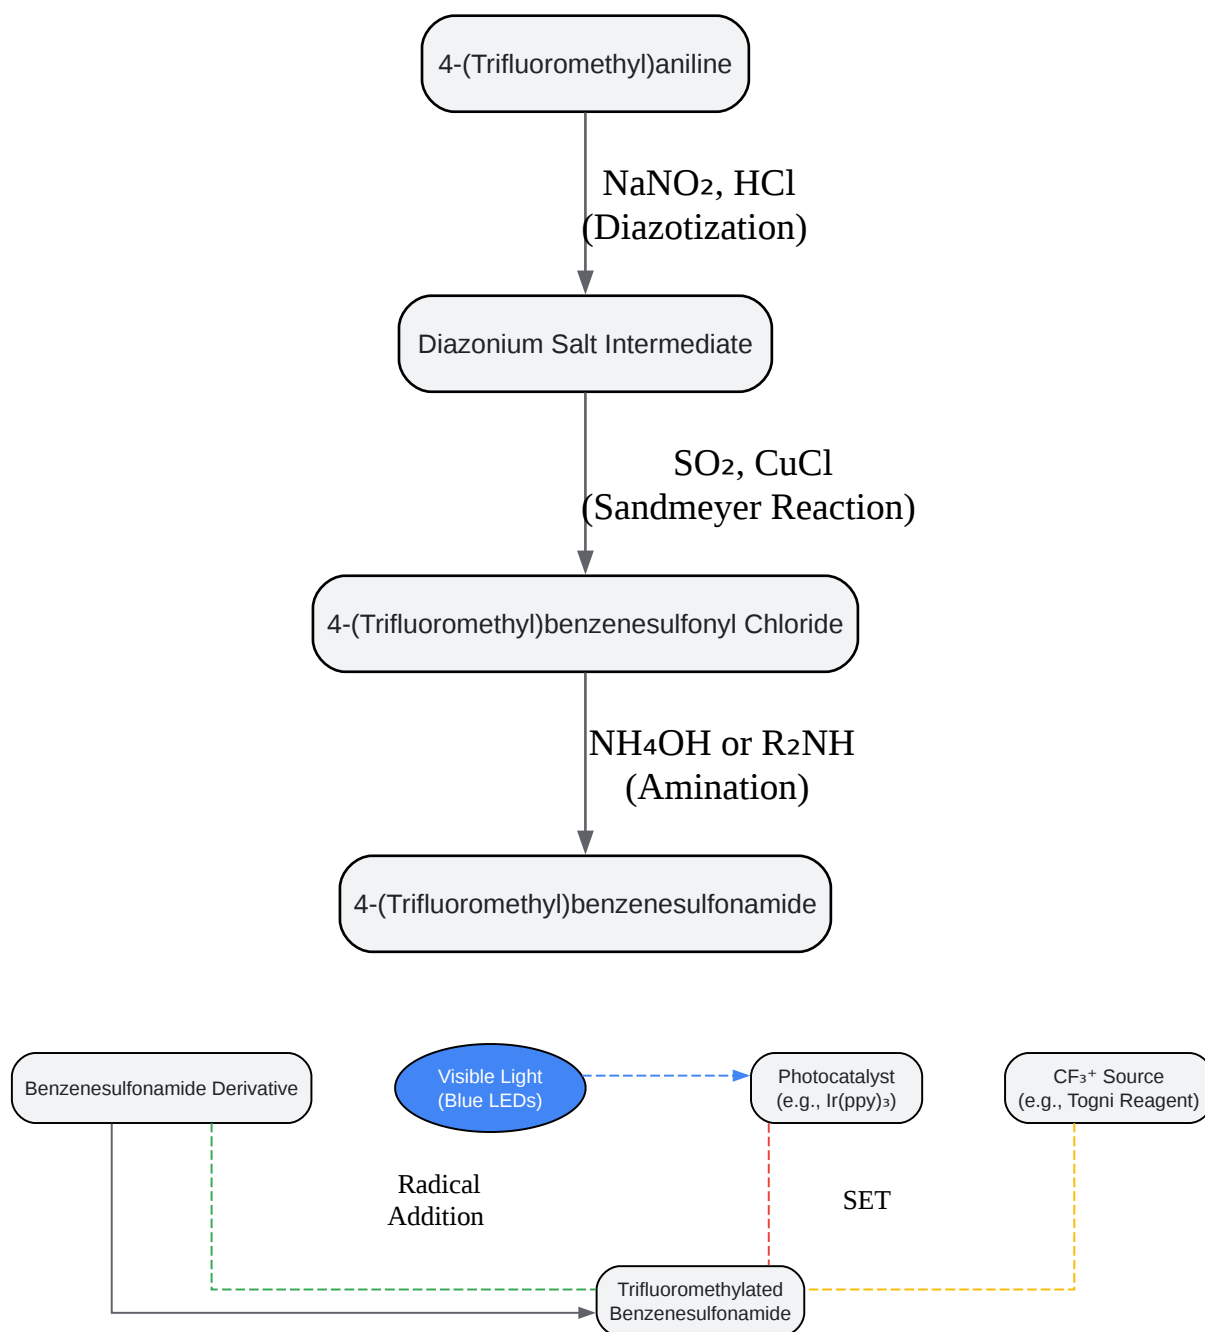 4-(Trifluoromethyl)aniline
NaNO₂, HCl
(Diazotization)
Diazonium Salt Intermediate
SO₂, CuCl
(Sandmeyer Reaction)
4-(Trifluoromethyl)benzenesulfonyl Chloride
NH₄OH or R₂NH
(Amination)
4-(Trifluoromethyl)benzenesulfonamide
Benzenesulfonamide Derivative
Visible Light
(Blue LEDs)
Photocatalyst
(e.g., Ir(ppy)₃)
CF₃⁺ Source
(e.g., Togni Reagent)
Radical
Addition
SET
Trifluoromethylated
Benzenesulfonamide